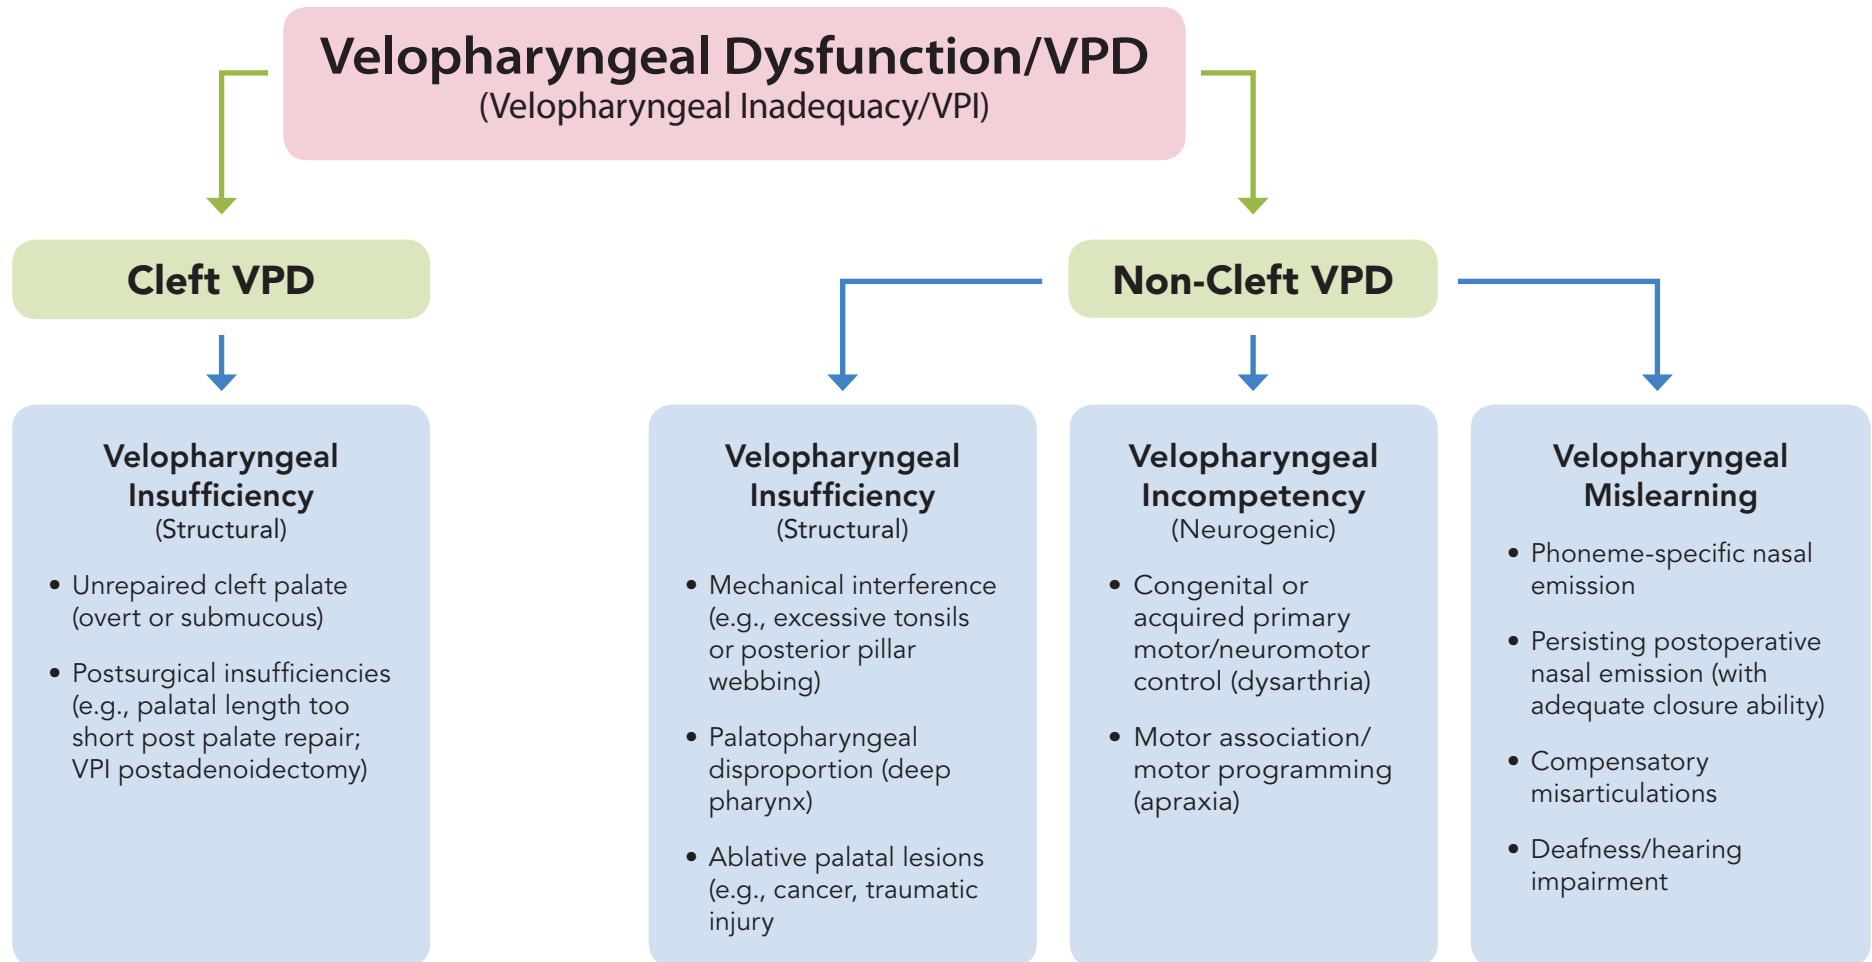 Velopharyngeal Dysfunction/VPD
(Velopharyngeal Inadequacy/VPI)
Cleft VPD
Non-Cleft VPD
Velopharyngeal
Insufficiency
(Structural)
• Unrepaired cleft palate
(overt or submucous)
• Postsurgical insufficiencies
(e.g., palatal length too
short post palate repair;
VPI postadenoidectomy)
Velopharyngeal
Insufficiency
(Structural)
• Mechanical interference
(e.g., excessive tonsils
or posterior pillar
webbing)
• Palatopharyngeal
disproportion (deep
pharynx)
• Ablative palatal lesions
(e.g., cancer, traumatic
injury
Velopharyngeal
Incompetency
(Neurogenic)
• Congenital or
acquired primary
motor/neuromotor
control (dysarthria)
• Motor association/
motor programming
(apraxia)
Velopharyngeal
Mislearning
• Phoneme-specific nasal
emission
• Persisting postoperative
nasal emission (with
adequate closure ability)
• Compensatory
misarticulations
• Deafness/hearing
impairment